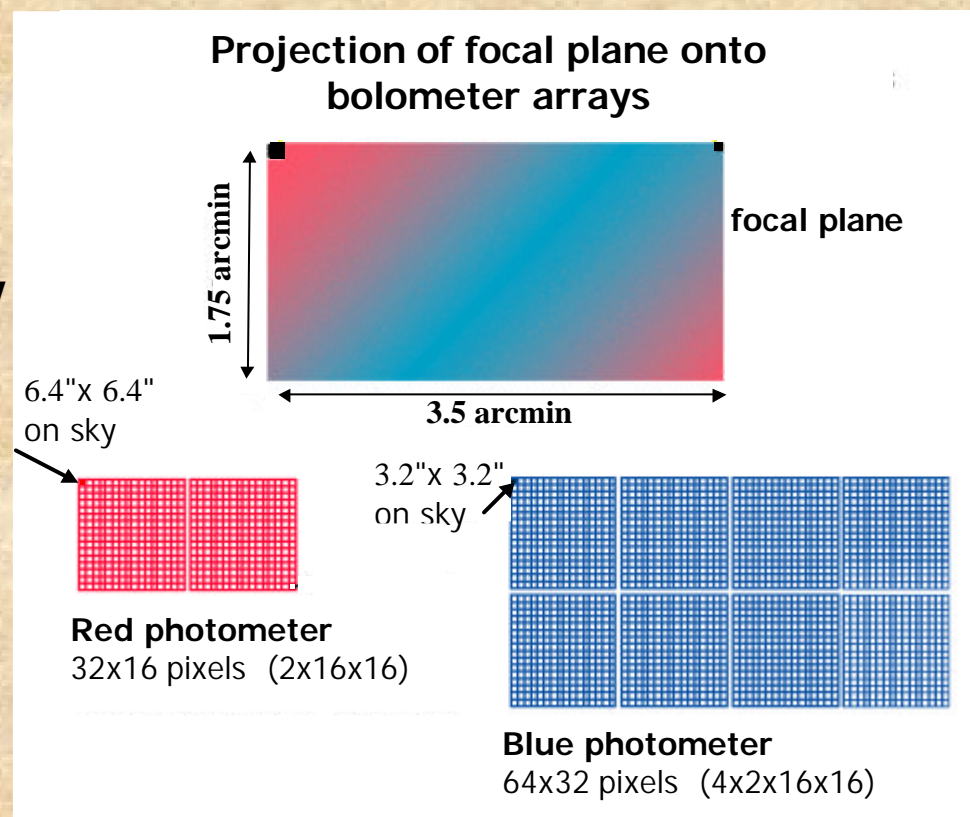 Projection of focal plane onto
bolometer arrays
1.75 arcmin
focal plane
3.5 arcmin
6.4"x 6.4"
on sky
3.2"x 3.2"
on sky
Red photometer
32x16 pixels (2x16x16)
Blue photometer
64x32 pixels (4x2x16x16)